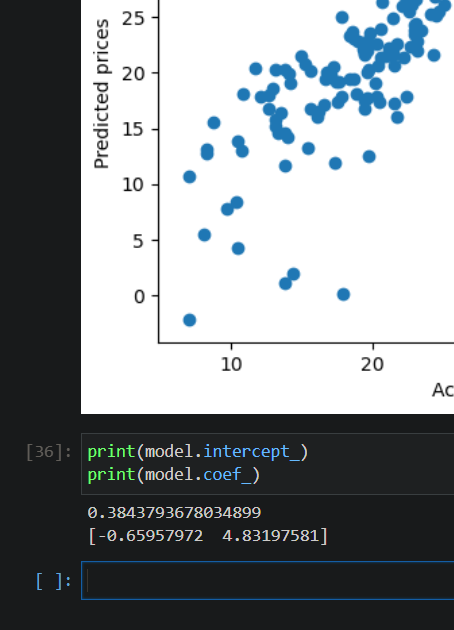 25
20
15
10
5
0
Predicted prices
10 20
Ac
[36]: print(model.intercept_)
print(model.coef_)
0.3843793678034899
[-0.65957972  4.83197581]
[ ]: